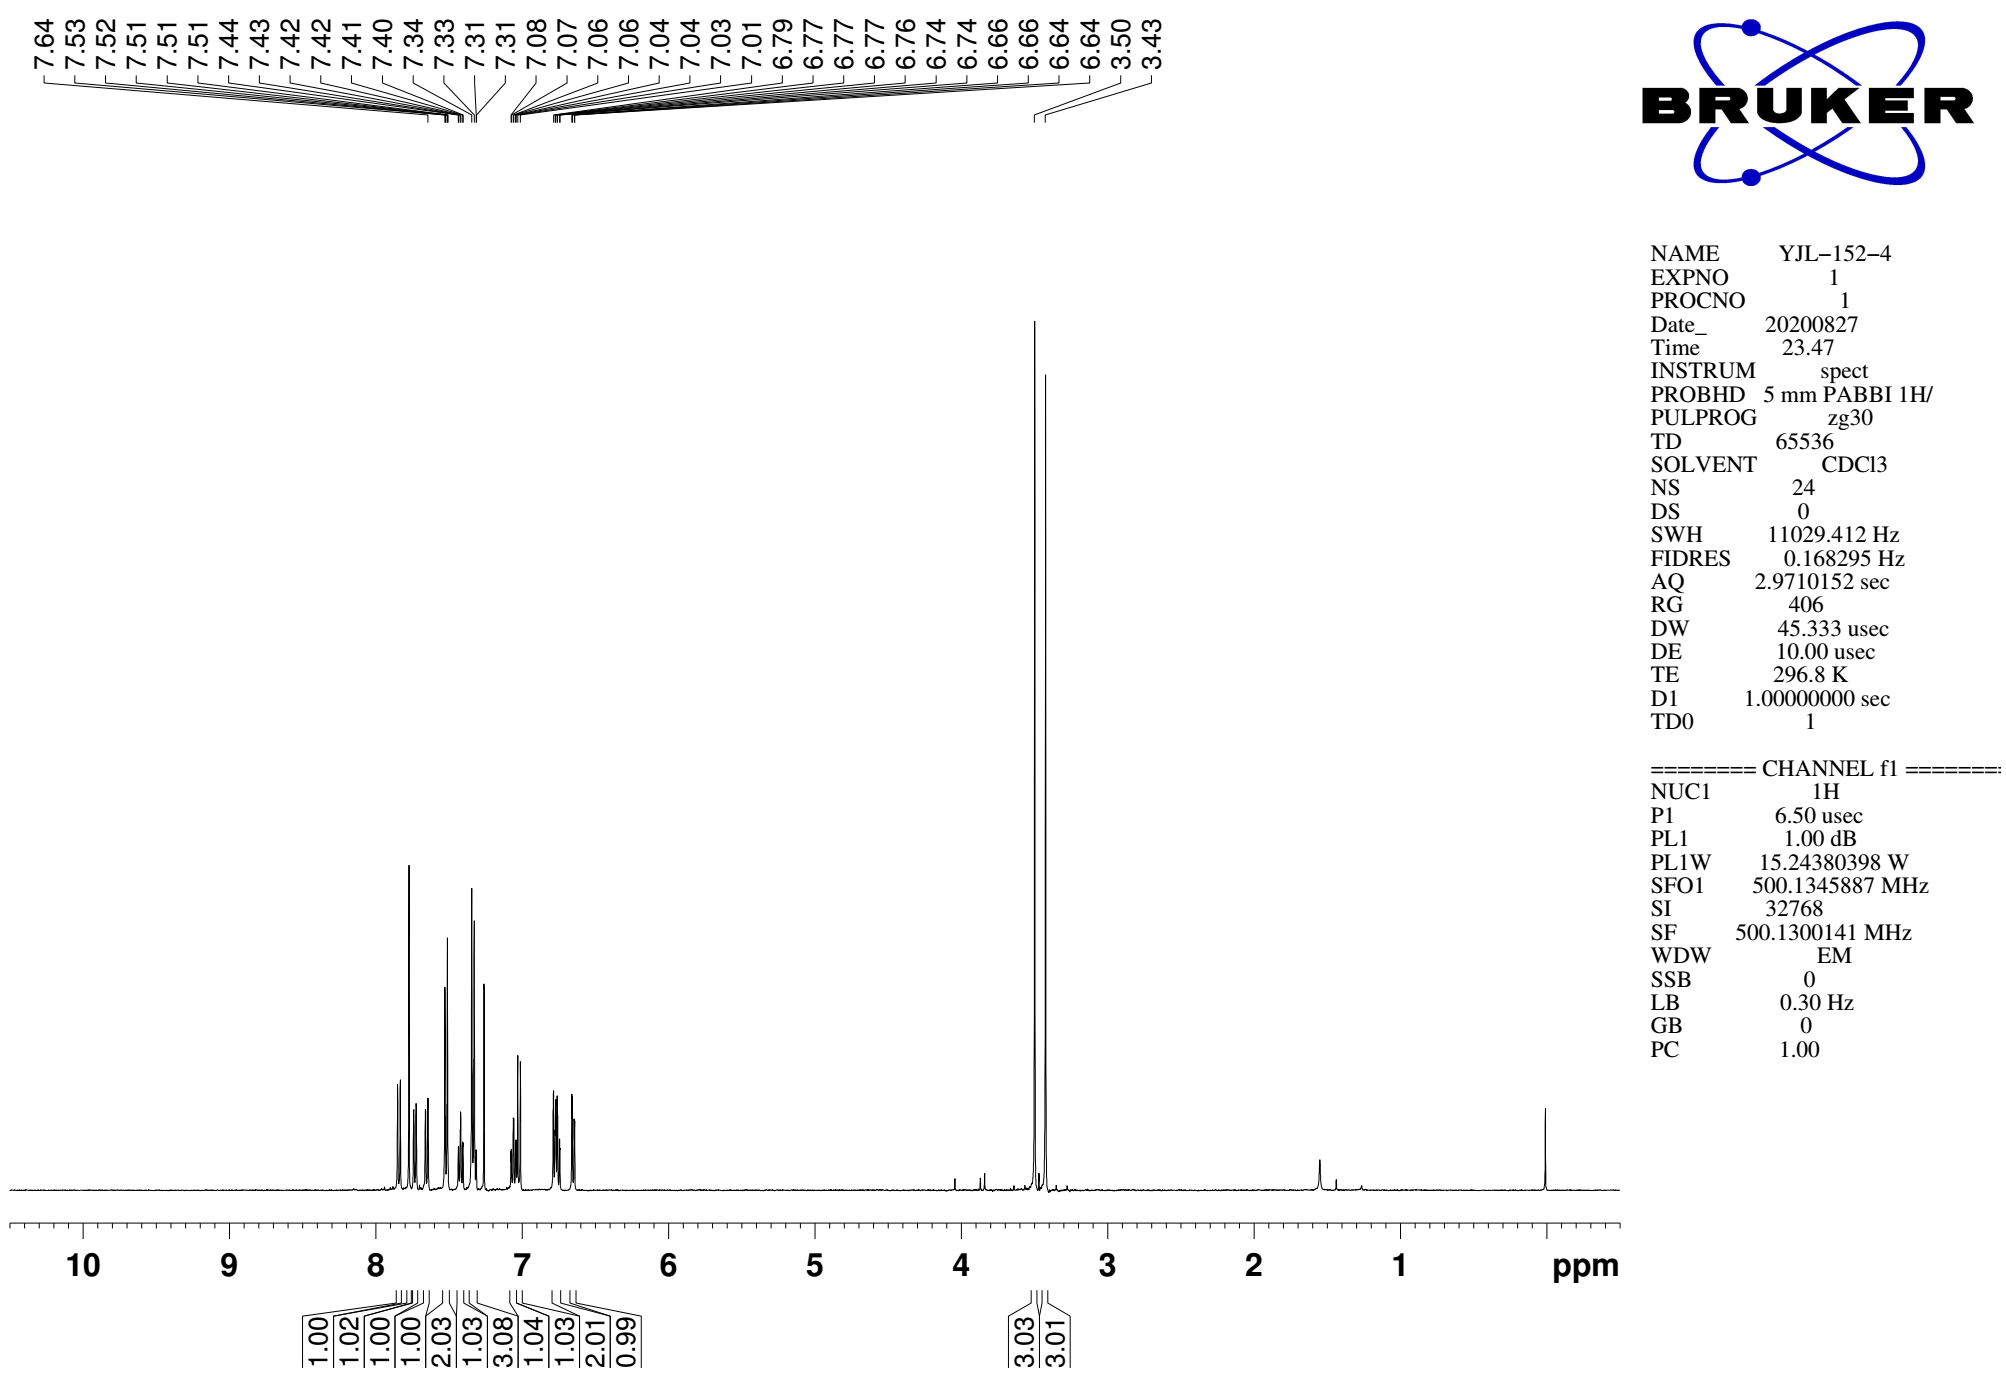 7.64 7.53 7.52 7.51 7.51 7.51 7.44 7.43 7.42 7.42 7.41 7.40 7.34 7.33 7.31 7.31 7.08 7.07 7.06 7.06 7.04 7.04 7.03 7.01 6.79 6.77 6.77 6.77 6.76 6.74 6.74 6.66 6.66 6.64 6.64 3.50 3.43
BRUKER
NAME YJL−152−4
EXPNO 1
PROCNO 1
Date_ 20200827
Time 23.47
INSTRUM spect
PROBHD 5 mm PABBI 1H/
PULPROG zg30
TD 65536
SOLVENT CDCl3
NS 24
DS 0
SWH 11029.412 Hz
FIDRES 0.168295 Hz
AQ 2.9710152 sec
RG 406
DW 45.333 usec
DE 10.00 usec
TE 296.8 K
D1 1.00000000 sec
TD0 1
======== CHANNEL f1 ========
NUC1 1H
P1 6.50 usec
PL1 1.00 dB
PL1W 15.24380398 W
SFO1 500.1345887 MHz
SI 32768
SF 500.1300141 MHz
WDW EM
SSB 0
LB 0.30 Hz
GB 0
PC 1.00
10 9 8 7 6 5 4 3 2 1 ppm
1.00 1.02 1.00 1.00 2.03 1.03 3.08 1.04 1.03 2.01 0.99 3.03 3.01